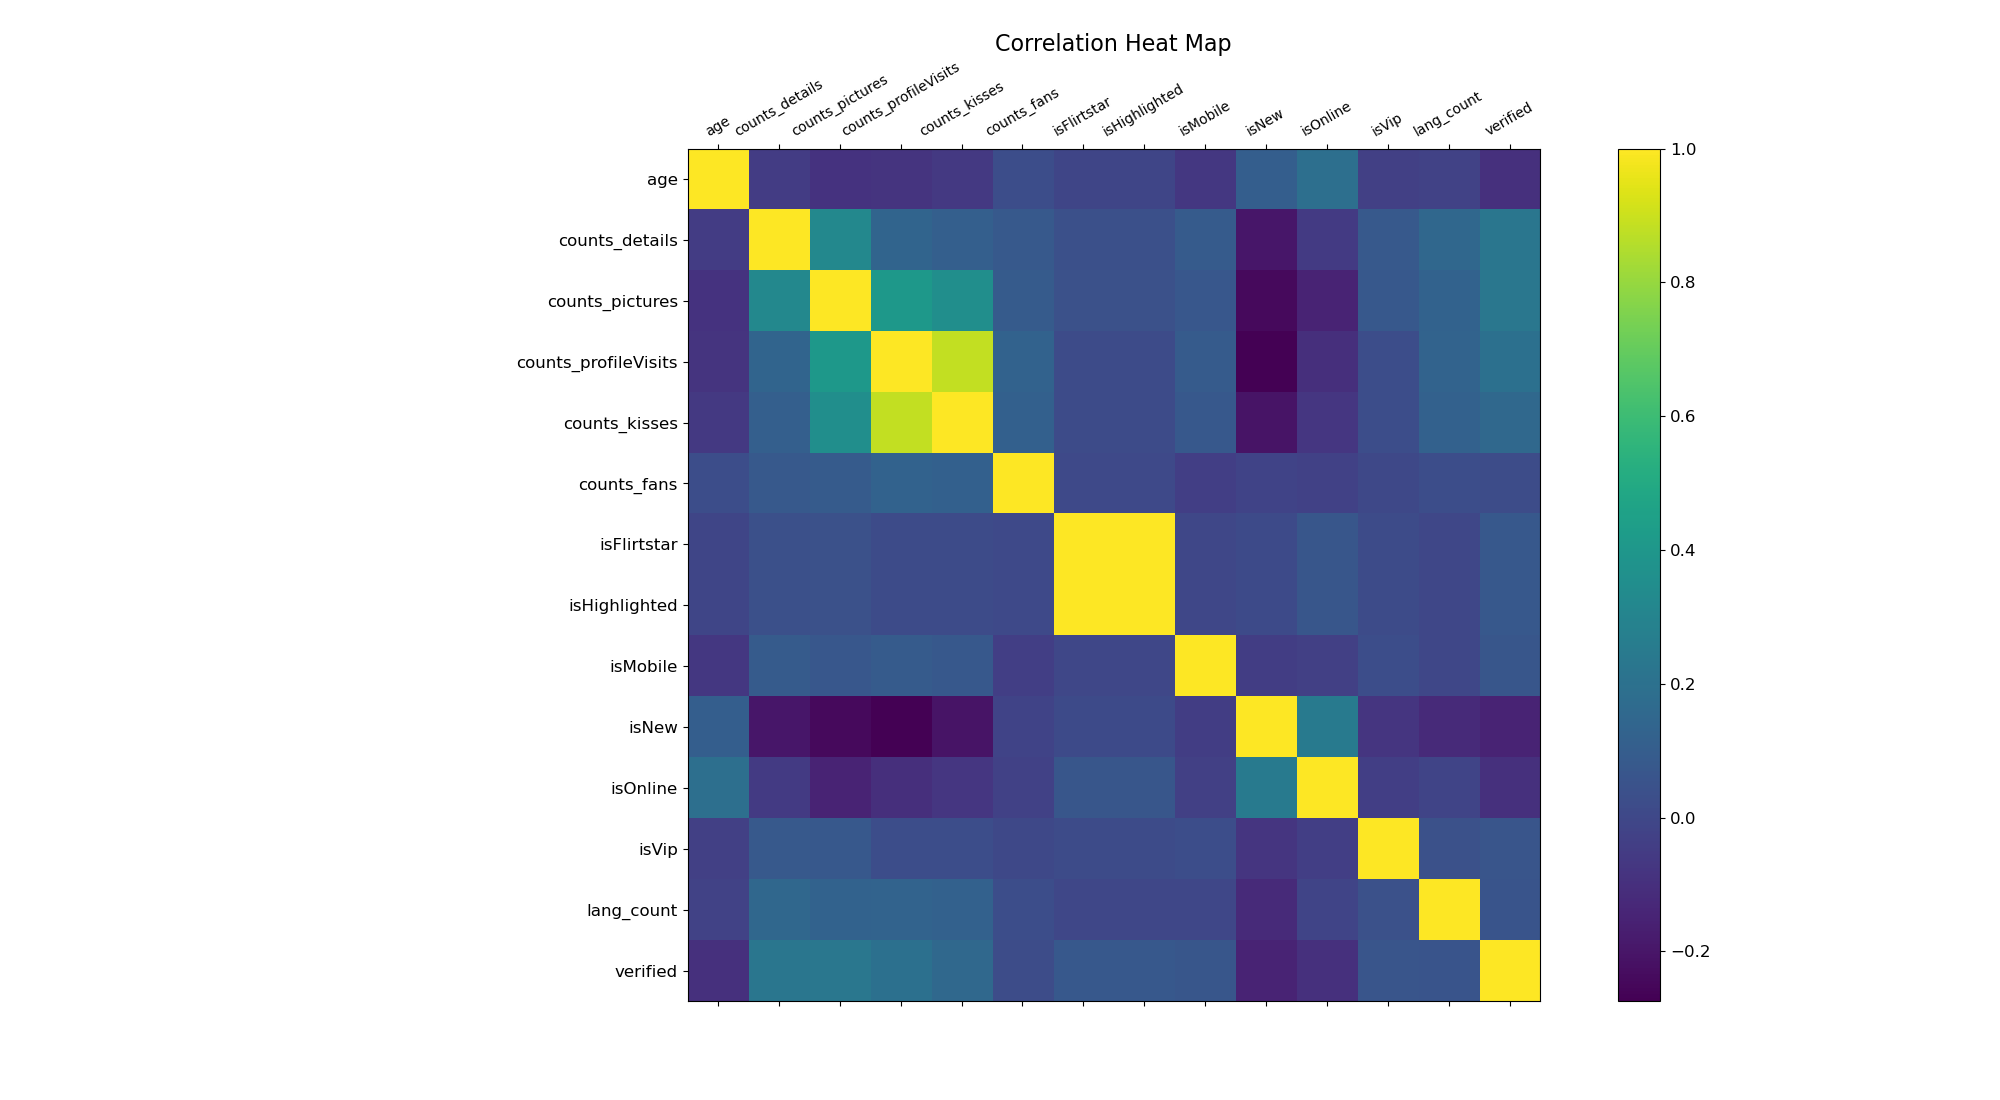 Correlation Heat Map
age
counts_details
counts_pictures
counts_profileVisits
counts_kisses
counts_fans
isFlirtstar
isHighlighted
isMobile
isNew
isOnline
isVip
lang_count
verified
age
counts_details
counts_pictures
counts_profileVisits
counts_kisses
counts_fans
isFlirtstar
isHighlighted
isMobile
isNew
isOnline
isVip
lang_count
verified
1.0
0.8
0.6
0.4
0.2
0.0
−0.2